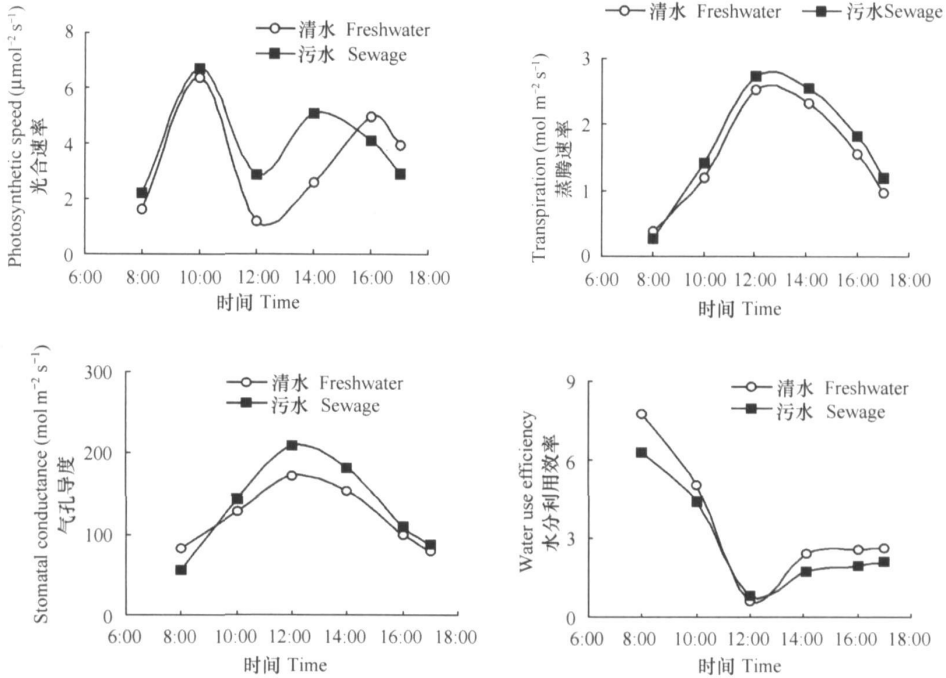 Photosynthetic speed (μmol⁻² s⁻¹)
光合速率
8
6
4
2
0
清水 Freshwater
污水 Sewage
6:00 8:00 10:00 12:00 14:00 16:00 18:00
时间 Time
清水 Freshwater 污水Sewage
Transpiration (mol m⁻² s⁻¹)
蒸腾速率
3
2
1
0
6:00 8:00 10:00 12:00 14:00 16:00 18:00
时间 Time
Stomatal conductance (mol m⁻² s⁻¹)
气孔导度
300
200
100
0
清水 Freshwater
污水 Sewage
6:00 8:00 10:00 12:00 14:00 16:00 18:00
时间 Time
Water use efficiency
水分利用效率
9
6
3
0
清水 Freshwater
污水 Sewage
6:00 8:00 10:00 12:00 14:00 16:00 18:00
时间 Time